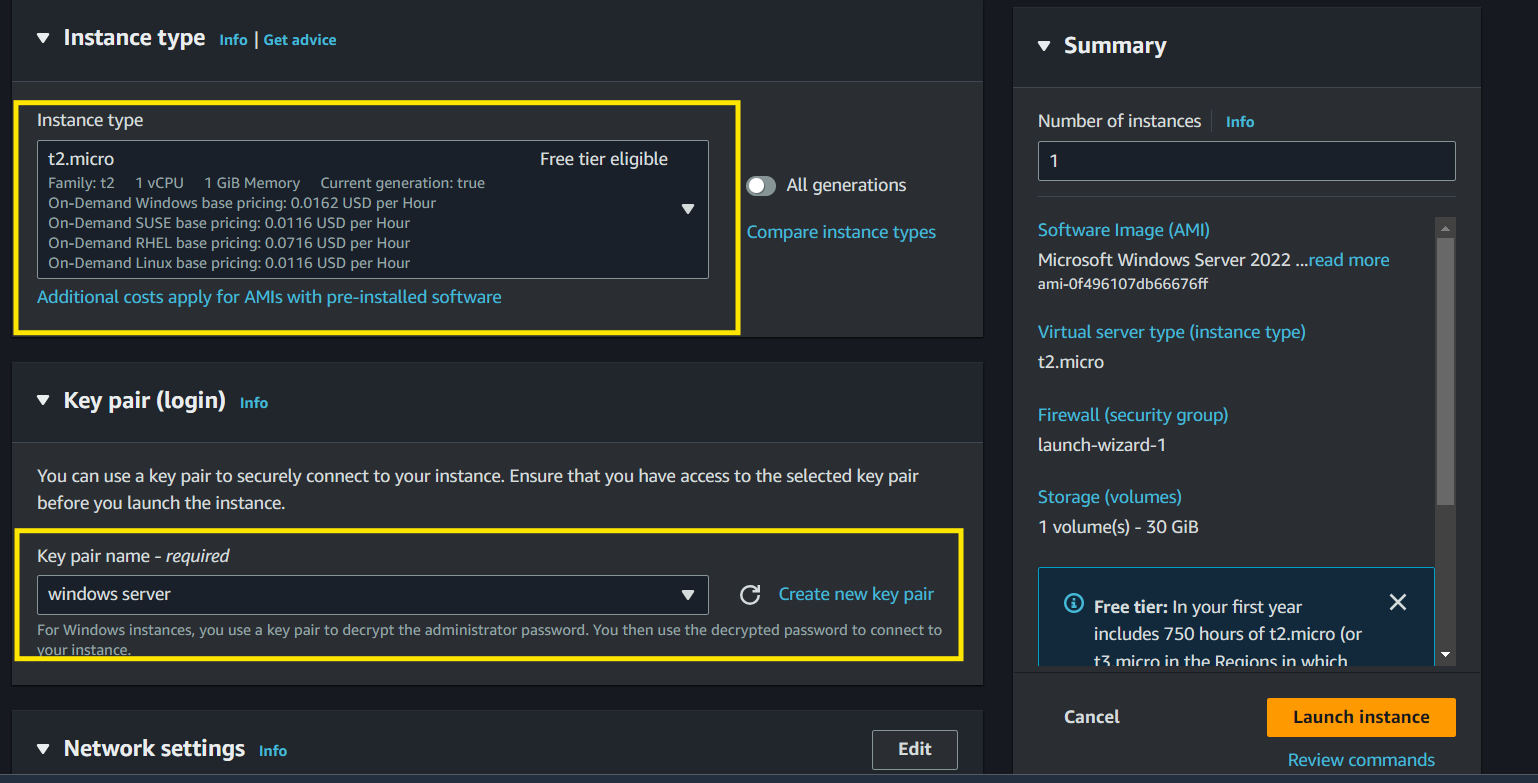 Instance type Info | Get advice
Instance type
t2.micro Free tier eligible
Family: t2 1 vCPU 1 GiB Memory Current generation: true
On-Demand Windows base pricing: 0.0162 USD per Hour
On-Demand SUSE base pricing: 0.0116 USD per Hour
On-Demand RHEL base pricing: 0.0716 USD per Hour
On-Demand Linux base pricing: 0.0116 USD per Hour
Additional costs apply for AMIs with pre-installed software
All generations
Compare instance types
Key pair (login) Info
You can use a key pair to securely connect to your instance. Ensure that you have access to the selected key pair
before you launch the instance.
Key pair name - required
windows server
Create new key pair
For Windows instances, you use a key pair to decrypt the administrator password. You then use the decrypted password to connect to
your instance.
Network settings Info
Edit
Summary
Number of instances Info
1
Software Image (AMI)
Microsoft Windows Server 2022 ...read more
ami-0f496107db66676ff
Virtual server type (instance type)
t2.micro
Firewall (security group)
launch-wizard-1
Storage (volumes)
1 volume(s) - 30 GiB
Free tier: In your first year
includes 750 hours of t2.micro (or
t3.micro in the Regions in which
Cancel
Launch instance
Review commands